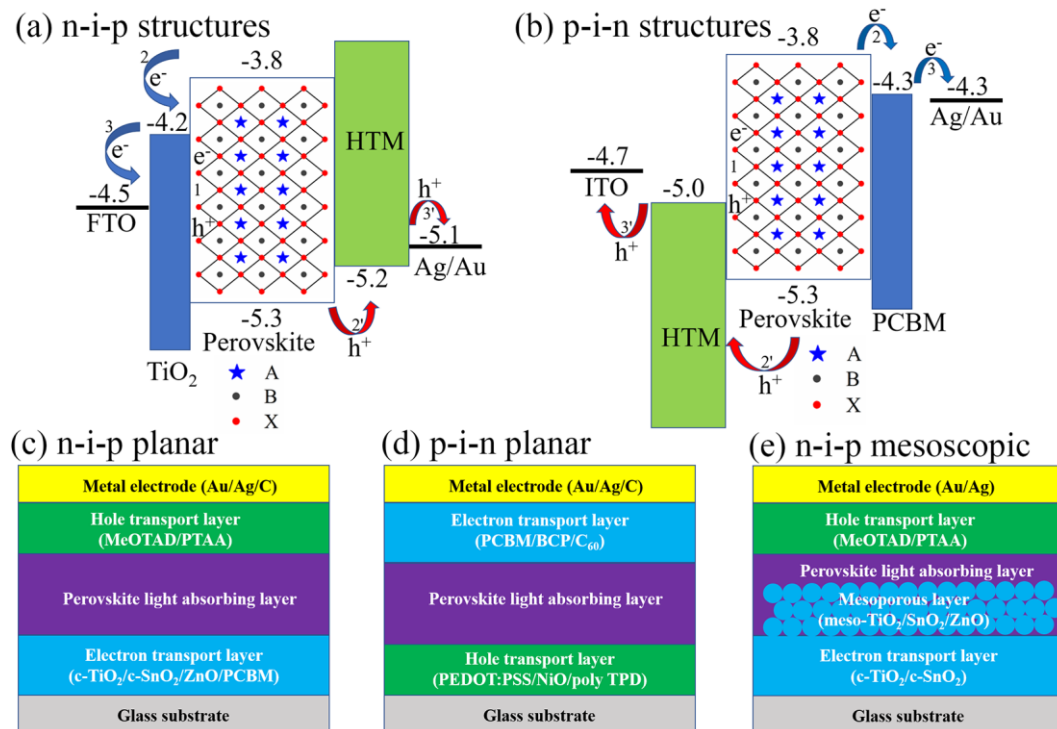 (a) n-i-p structures
-3.8
2
e-
-4.2
3
e-
-4.5
FTO
TiO2
e-
1
h+
-5.3
Perovskite
HTM
h+
3'
-5.1
Ag/Au
-5.2
2'
h+
A
B
X
(b) p-i-n structures
-3.8
e-
2
e-
3
-4.3
-4.3
Ag/Au
-4.7
ITO
-5.0
3'
h+
e-
1
h+
-5.3
Perovskite
PCBM
HTM
2'
h+
A
B
X
(c) n-i-p planar
Metal electrode (Au/Ag/C)
Hole transport layer
(MeOTAD/PTAA)
Perovskite light absorbing layer
Electron transport layer
(c-TiO2/c-SnO2/ZnO/PCBM)
Glass substrate
(d) p-i-n planar
Metal electrode (Au/Ag/C)
Electron transport layer
(PCBM/BCP/C60)
Perovskite light absorbing layer
Hole transport layer
(PEDOT:PSS/NiO/poly TPD)
Glass substrate
(e) n-i-p mesoscopic
Metal electrode (Au/Ag)
Hole transport layer
(MeOTAD/PTAA)
Perovskite light absorbing layer
Mesoporous layer
(meso-TiO2/SnO2/ZnO)
Electron transport layer
(c-TiO2/c-SnO2)
Glass substrate